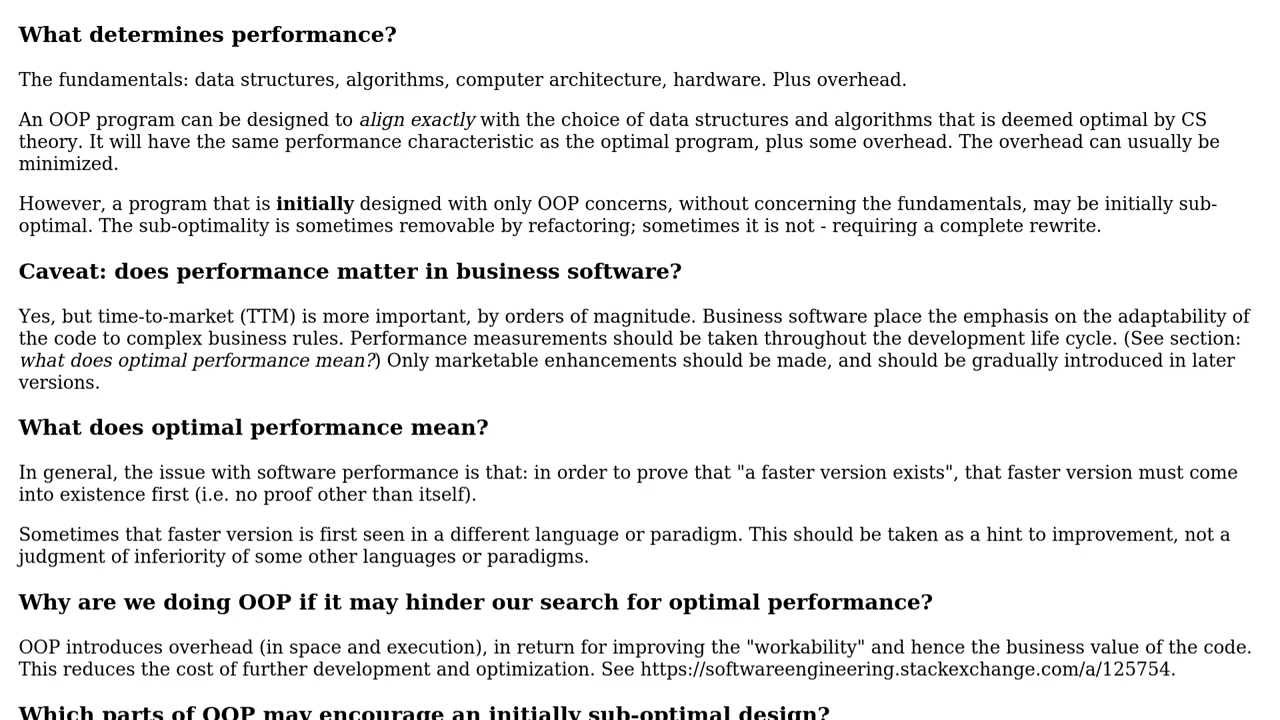 What determines performance?
The fundamentals: data structures, algorithms, computer architecture, hardware. Plus overhead.
An OOP program can be designed to align exactly with the choice of data structures and algorithms that is deemed optimal by CS
theory. It will have the same performance characteristic as the optimal program, plus some overhead. The overhead can usually be
minimized.
However, a program that is initially designed with only OOP concerns, without concerning the fundamentals, may be initially sub-
optimal. The sub-optimality is sometimes removable by refactoring; sometimes it is not - requiring a complete rewrite.
Caveat: does performance matter in business software?
Yes, but time-to-market (TTM) is more important, by orders of magnitude. Business software place the emphasis on the adaptability of
the code to complex business rules. Performance measurements should be taken throughout the development life cycle. (See section:
what does optimal performance mean?) Only marketable enhancements should be made, and should be gradually introduced in later
versions.
What does optimal performance mean?
In general, the issue with software performance is that: in order to prove that "a faster version exists", that faster version must come
into existence first (i.e. no proof other than itself).
Sometimes that faster version is first seen in a different language or paradigm. This should be taken as a hint to improvement, not a
judgment of inferiority of some other languages or paradigms.
Why are we doing OOP if it may hinder our search for optimal performance?
OOP introduces overhead (in space and execution), in return for improving the "workability" and hence the business value of the code.
This reduces the cost of further development and optimization. See https://softwareengineering.stackexchange.com/a/125754.
Which parts of OOP may encourage an initially sub-optimal design?